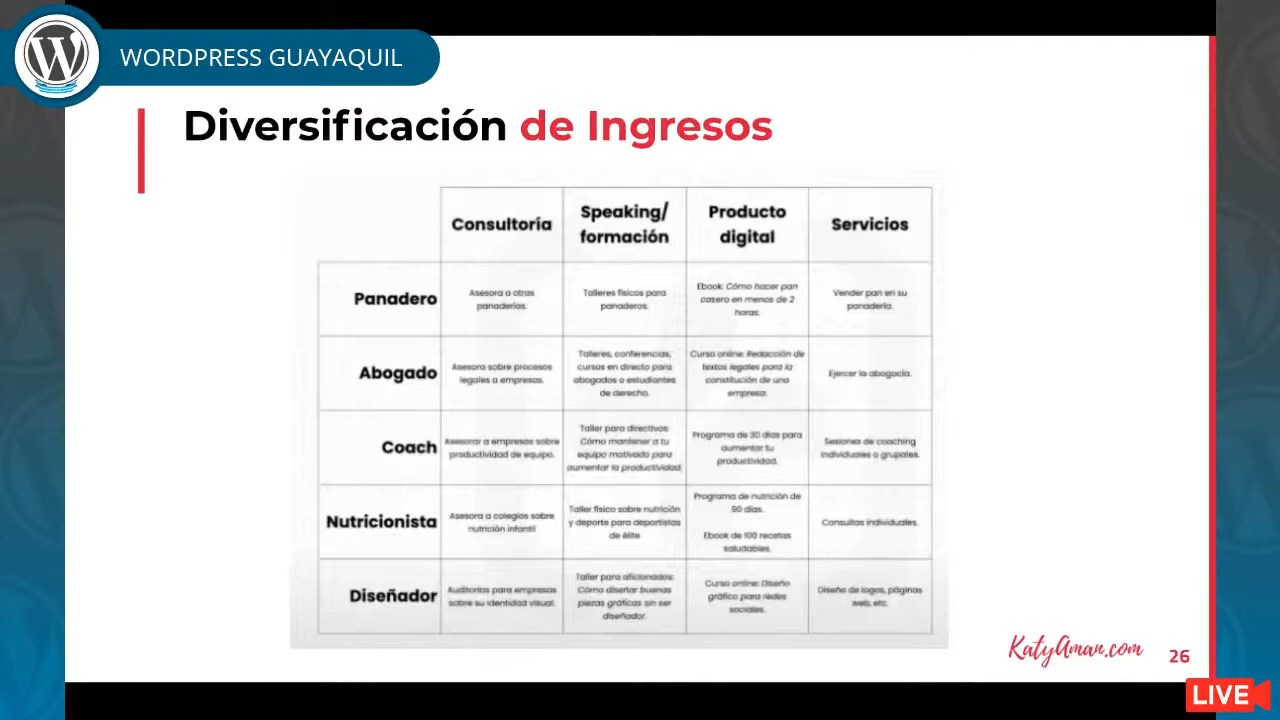 WORDPRESS GUAYAQUIL
Diversificación de Ingresos
Consultoría
Speaking/
formación
Producto
digital
Servicios
Panadero
Asesora a otras
panaderías.
Talleres físicos para
panaderos.
Ebook: Cómo hacer pan
casero en menos de 2
horas.
Vender pan en su
panadería.
Abogado
Asesora sobre procesos
legales a empresas.
Talleres, conferencias,
cursos en directo para
abogados o estudiantes
de derecho.
Curso online: Redacción de
textos legales para la
constitución de una
empresa.
Ejercer la abogacía.
Coach
Asesorar a empresas sobre
productividad de equipo.
Taller para directivos:
Cómo mantener a tu
equipo motivado para
aumentar la productividad.
Programa de 30 días para
aumentar tu
productividad.
Sesiones de coaching
individuales o grupales.
Nutricionista
Asesora a colegios sobre
nutrición infantil
Taller físico sobre nutrición
y deporte para deportistas
de élite
Programa de nutrición de
90 días.
Ebook de 100 recetas
saludables.
Consultas individuales.
Diseñador
Auditorías para empresas
sobre su identidad visual.
Taller para aficionados:
Cómo diseñar buenas
piezas gráficas sin ser
diseñador.
Curso online: Diseño
gráfico para redes
sociales.
Diseño de logos, páginas
web, etc.
KatyAman.com
26
LIVE